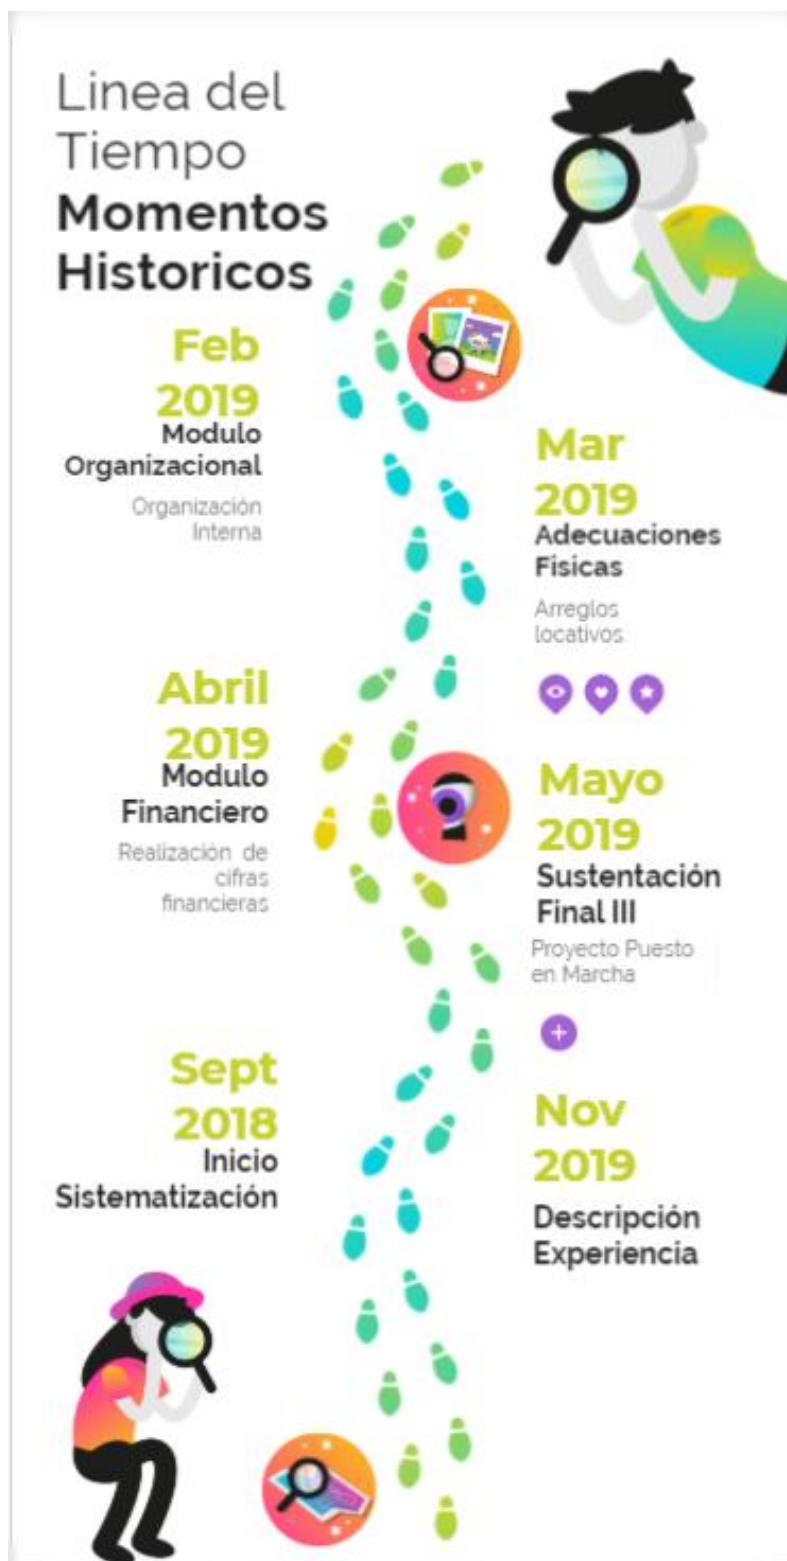 Linea del
Tiempo
Momentos
Historicos
Feb
2019
Modulo
Organizacional
Organización
Interna
Mar
2019
Adecuaciones
Fisicas
Arreglos
locativos
Abril
2019
Modulo
Financiero
Realización de
cifras
financieras
Mayo
2019
Sustentación
Final III
Proyecto Puesto
en Marcha
Sept
2018
Inicio
Sistematización
Nov
2019
Descripción
Experiencia